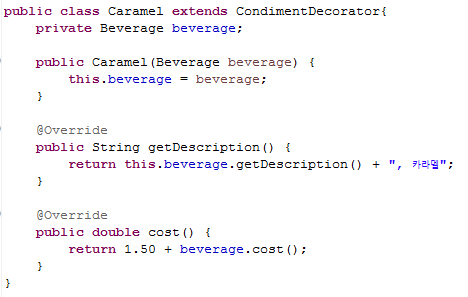 public class Caramel extends CondimentDecorator{
private Beverage beverage;
public Caramel(Beverage beverage) {
this.beverage = beverage;
}
@Override
public String getDescription() {
return this.beverage.getDescription() + ", 카라멜";
}
@Override
public double cost() {
return 1.50 + beverage.cost();
}
}